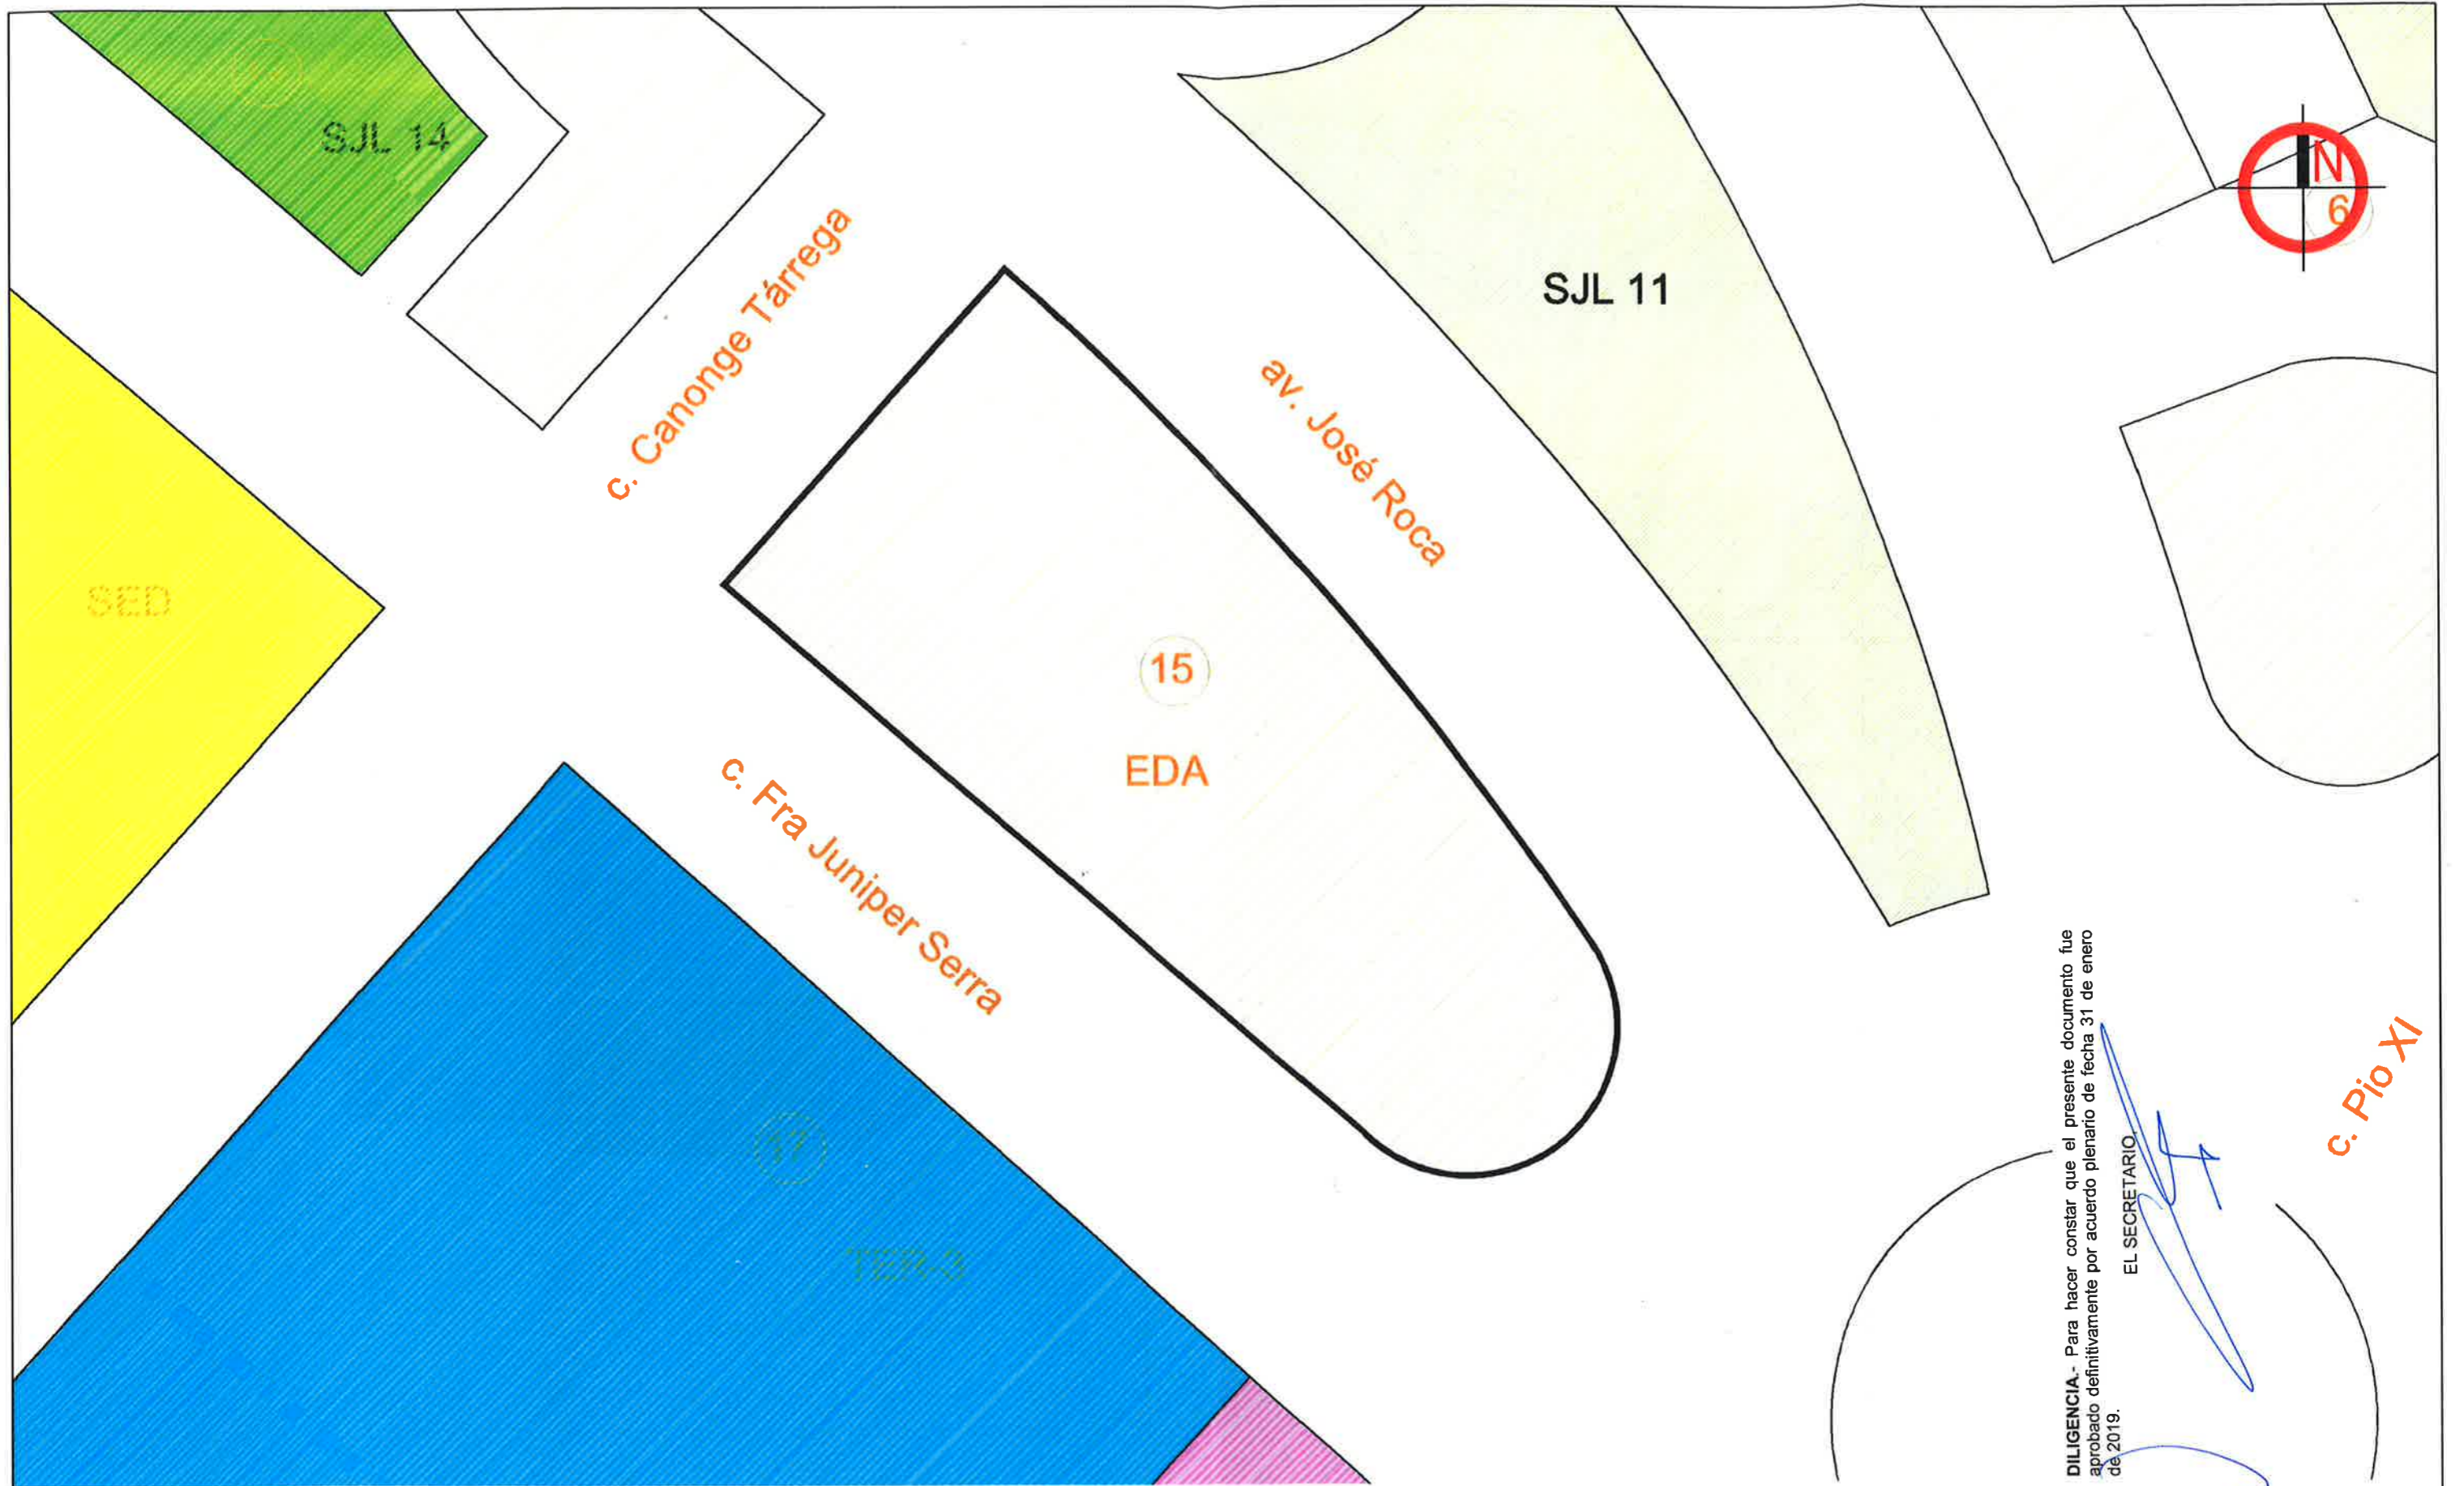 SJL 14
N
6
SJL 11
c. Canonge Tárrega
av. José Roca
SED
15
EDA
c. Fra Juniper Serra
17
TER-3
c. Pio XI
DILIGENCIA.- Para hacer constar que el presente documento fue
aprobado definitivamente por acuerdo plenario de fecha 31 de enero
de 2019.
EL SECRETARIO,